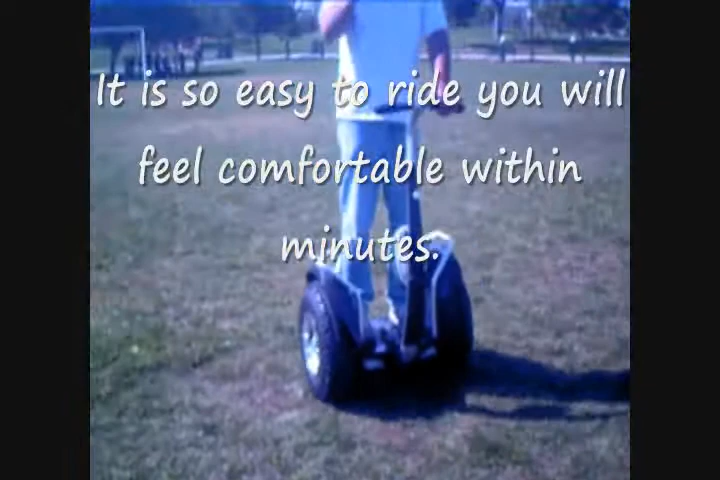 It is so easy to ride you will
feel comfortable within
minutes.